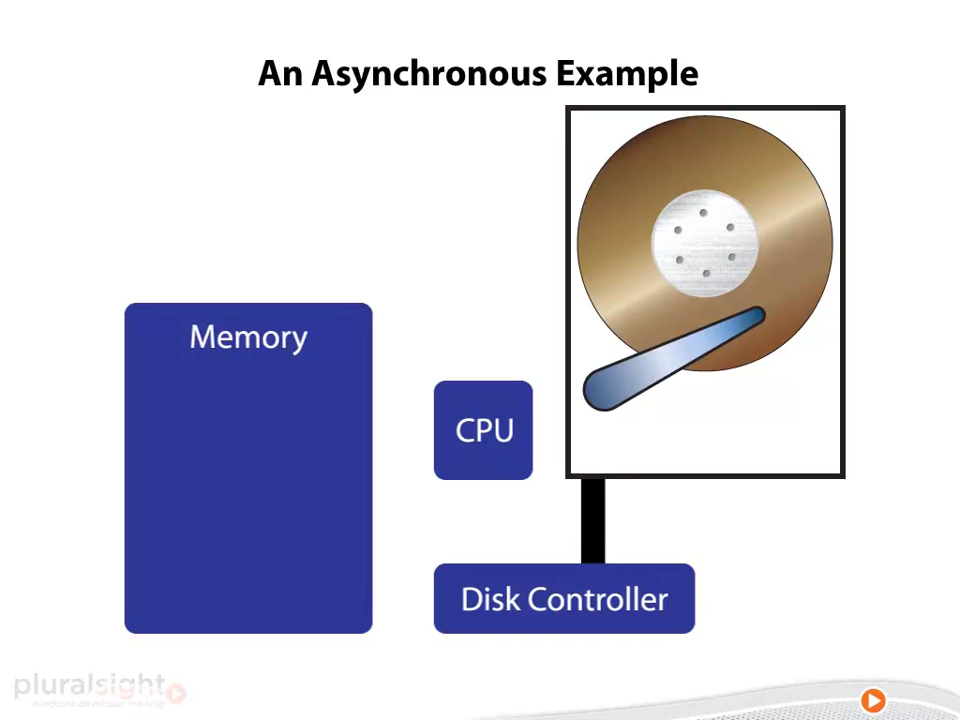 An Asynchronous Example
Memory
CPU
Disk Controller
pluralsight
hardcore developer training